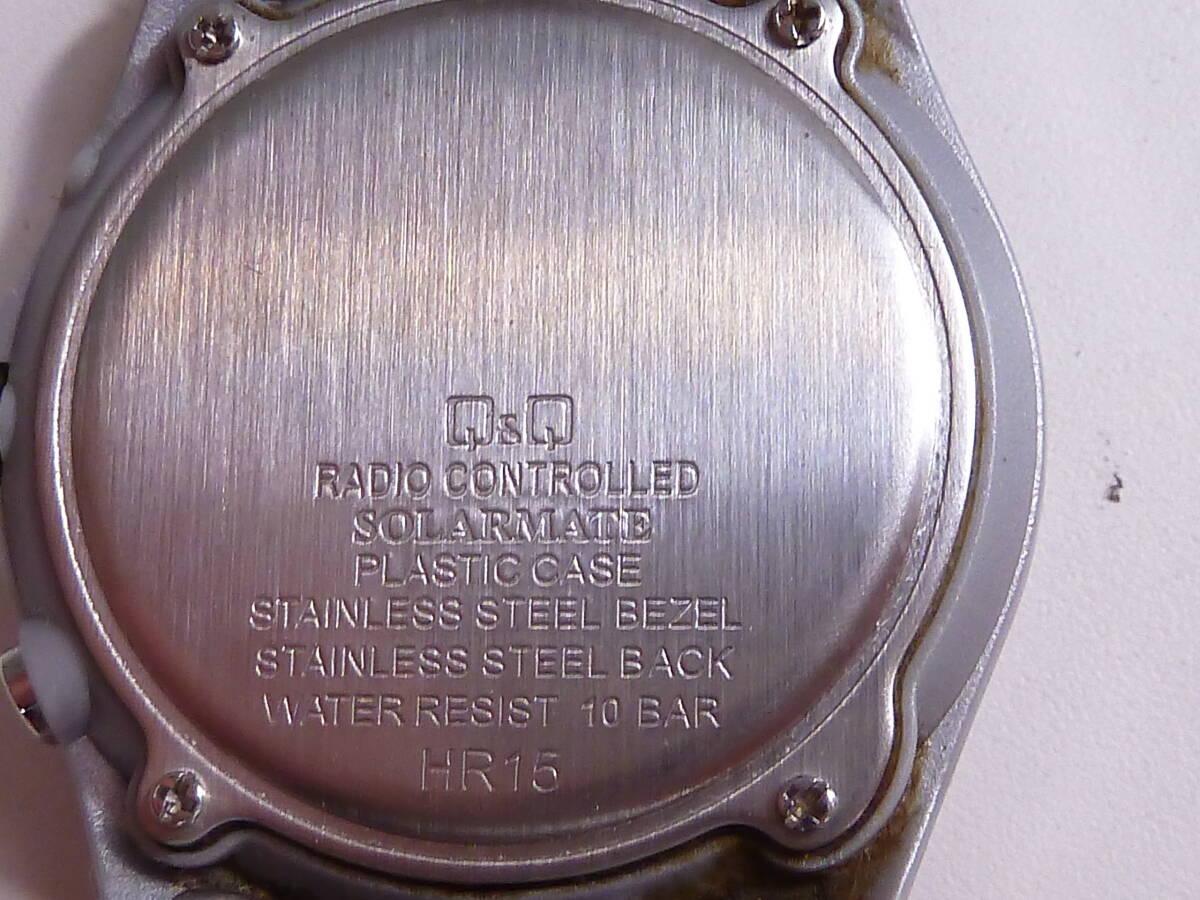 Q&Q
RADIO CONTROLLED
SOLARMATE
PLASTIC CASE
STAINLESS STEEL BEZEL
STAINLESS STEEL BACK
WATER RESIST 10 BAR
HR15